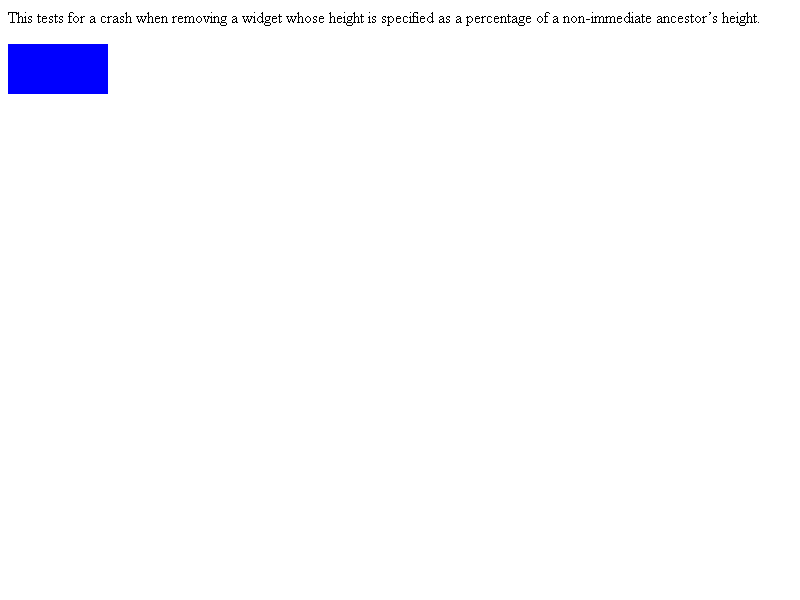 This tests for a crash when removing a widget whose height is specified as a percentage of a non-immediate ancestor’s height.